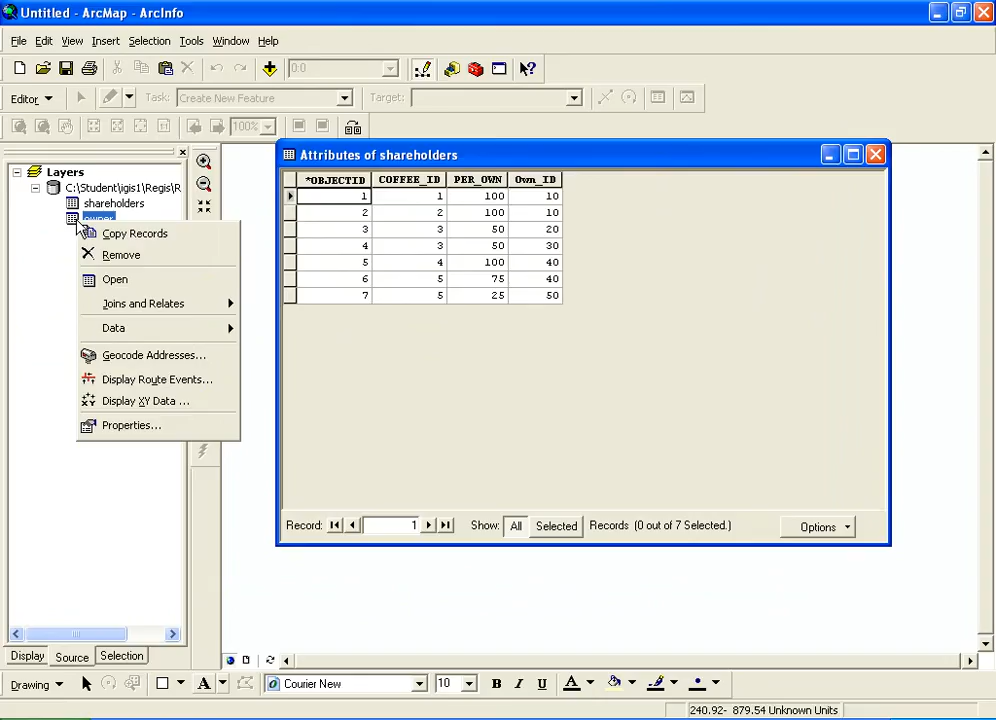 Untitled - ArcMap - ArcInfo
File Edit View Insert Selection Tools Window Help
0:0
Editor Task: Create New Feature Target:
100%
Layers
C:\Student\igis1\Regis\R
shareholders
owner
Copy Records
Remove
Open
Joins and Relates
Data
Geocode Addresses...
Display Route Events...
Display XY Data ...
Properties...
Attributes of shareholders
*OBJECTID COFFEE_ID PER_OWN Own_ID
1 1 100 10
2 2 100 10
3 3 50 20
4 3 50 30
5 4 100 40
6 5 75 40
7 5 25 50
Record: 1 Show: All Selected Records (0 out of 7 Selected.) Options
Display Source Selection
Drawing A Courier New 10 B I U A
240.92- 879.54 Unknown Units